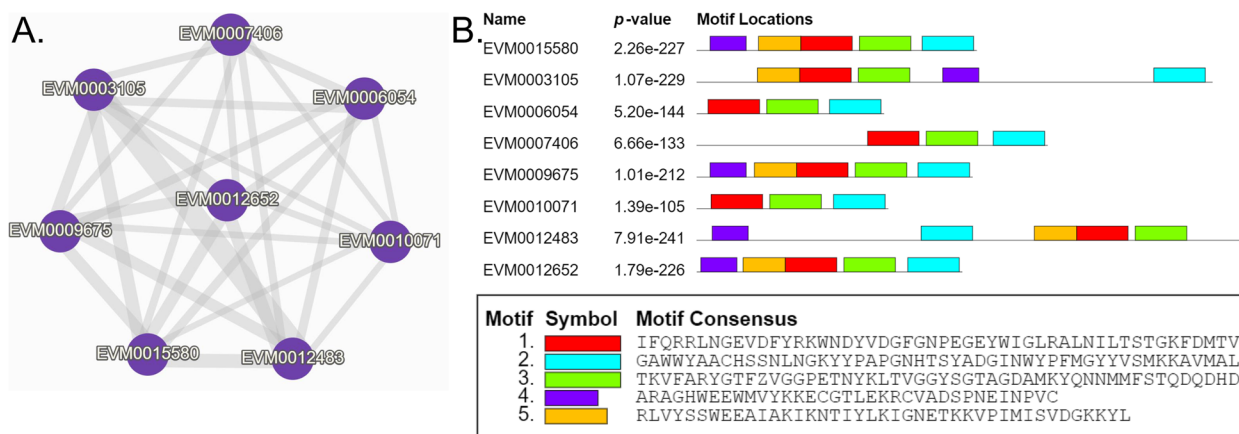 A.
EVM0007406
EVM0003105
EVM0006054
EVM0012652
EVM0009675
EVM0010071
EVM0015580
EVM0012483
B.
Name p-value Motif Locations
EVM0015580 2.26e-227
EVM0003105 1.07e-229
EVM0006054 5.20e-144
EVM0007406 6.66e-133
EVM0009675 1.01e-212
EVM0010071 1.39e-105
EVM0012483 7.91e-241
EVM0012652 1.79e-226
Motif Symbol Motif Consensus
1. IFQRRLNGEVDFYRKWNDYVDGFGNPEGEYWIGLRALNILTSTGKFDMTV
2. GAWWYAACHSSNLNGKYYPAPGNHTSYADGINWYPFMGYYVSMKKAVMAL
3. TKVFARYGTFZVGGPETNYKLTVGGYSGTAGDAMKYQNNMMFSTQDQDHD
4. ARAGHWEEWMVYKKECGTLEKRCVADSPNEINPVC
5. RLVYSSWEEAIAKIKNTIYLKIGNETKKVPIMISVDGKKYL